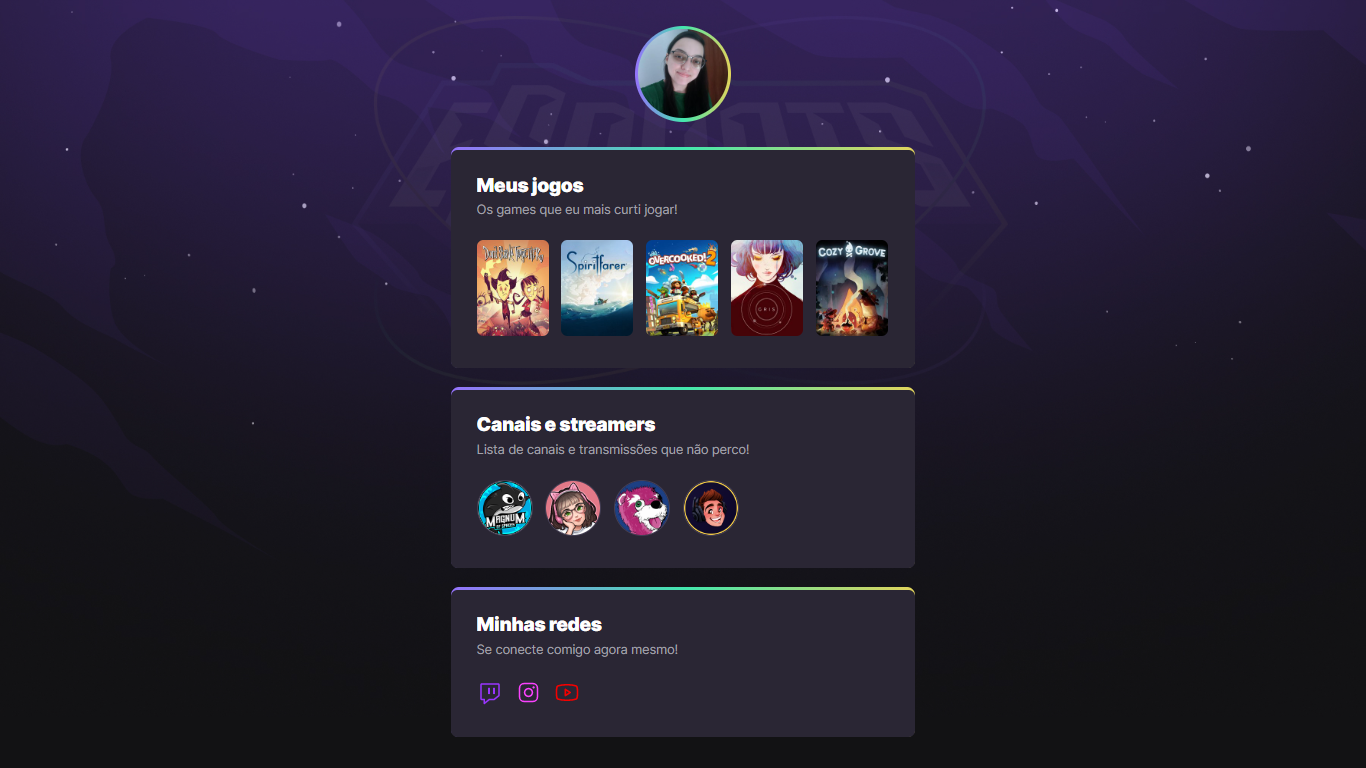 ESPORTS
Meus jogos
Os games que eu mais curti jogar!
Don't Starve Together
Spiritfarer
OVERCOOKED! 2
GRIS
COZY GROVE
Canais e streamers
Lista de canais e transmissões que não perco!
MAGNUM
Minhas redes
Se conecte comigo agora mesmo!